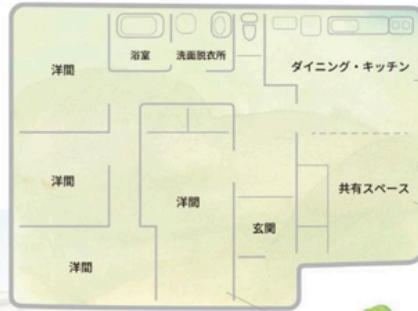 浴室
洗面脱衣所
ダイニング・キッチン
洋間
洋間
洋間
共有スペース
玄関
洋間